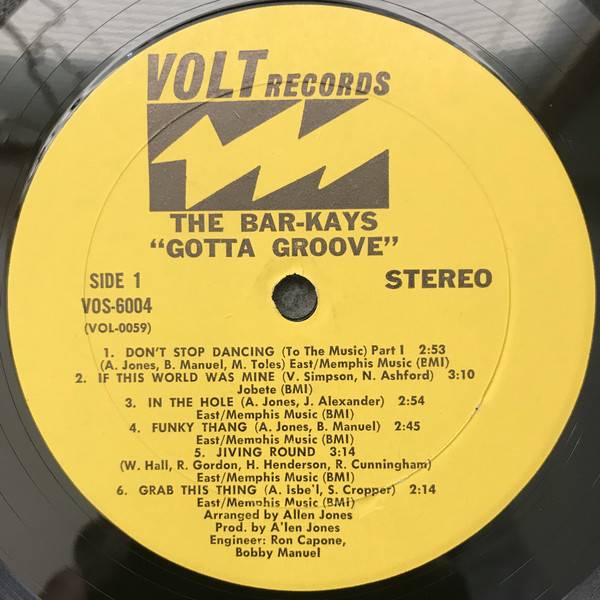 VOLT RECORDS
THE BAR-KAYS
"GOTTA GROOVE"
SIDE 1
STEREO
VOS-6004
(VOL-0059)
1. DON'T STOP DANCING (To The Music) Part I 2:53
(A. Jones, B. Manuel, M. Toles) East/Memphis Music (BMI)
2. IF THIS WORLD WAS MINE (V. Simpson, N. Ashford) 3:10
Jobete (BMI)
3. IN THE HOLE (A. Jones, J. Alexander) 2:54
East/Memphis Music (BMI)
4. FUNKY THANG (A. Jones, B. Manuel) 2:45
East/Memphis Music (BMI)
5. JIVING ROUND 3:14
(W. Hall, R. Gordon, H. Henderson, R. Cunningham)
East/Memphis Music (BMI)
6. GRAB THIS THING (A. Isbe'l, S. Cropper) 2:14
East/Memphis Music (BMI)
Arranged by Allen Jones
Prod. by A'len Jones
Engineer: Ron Capone,
Bobby Manuel